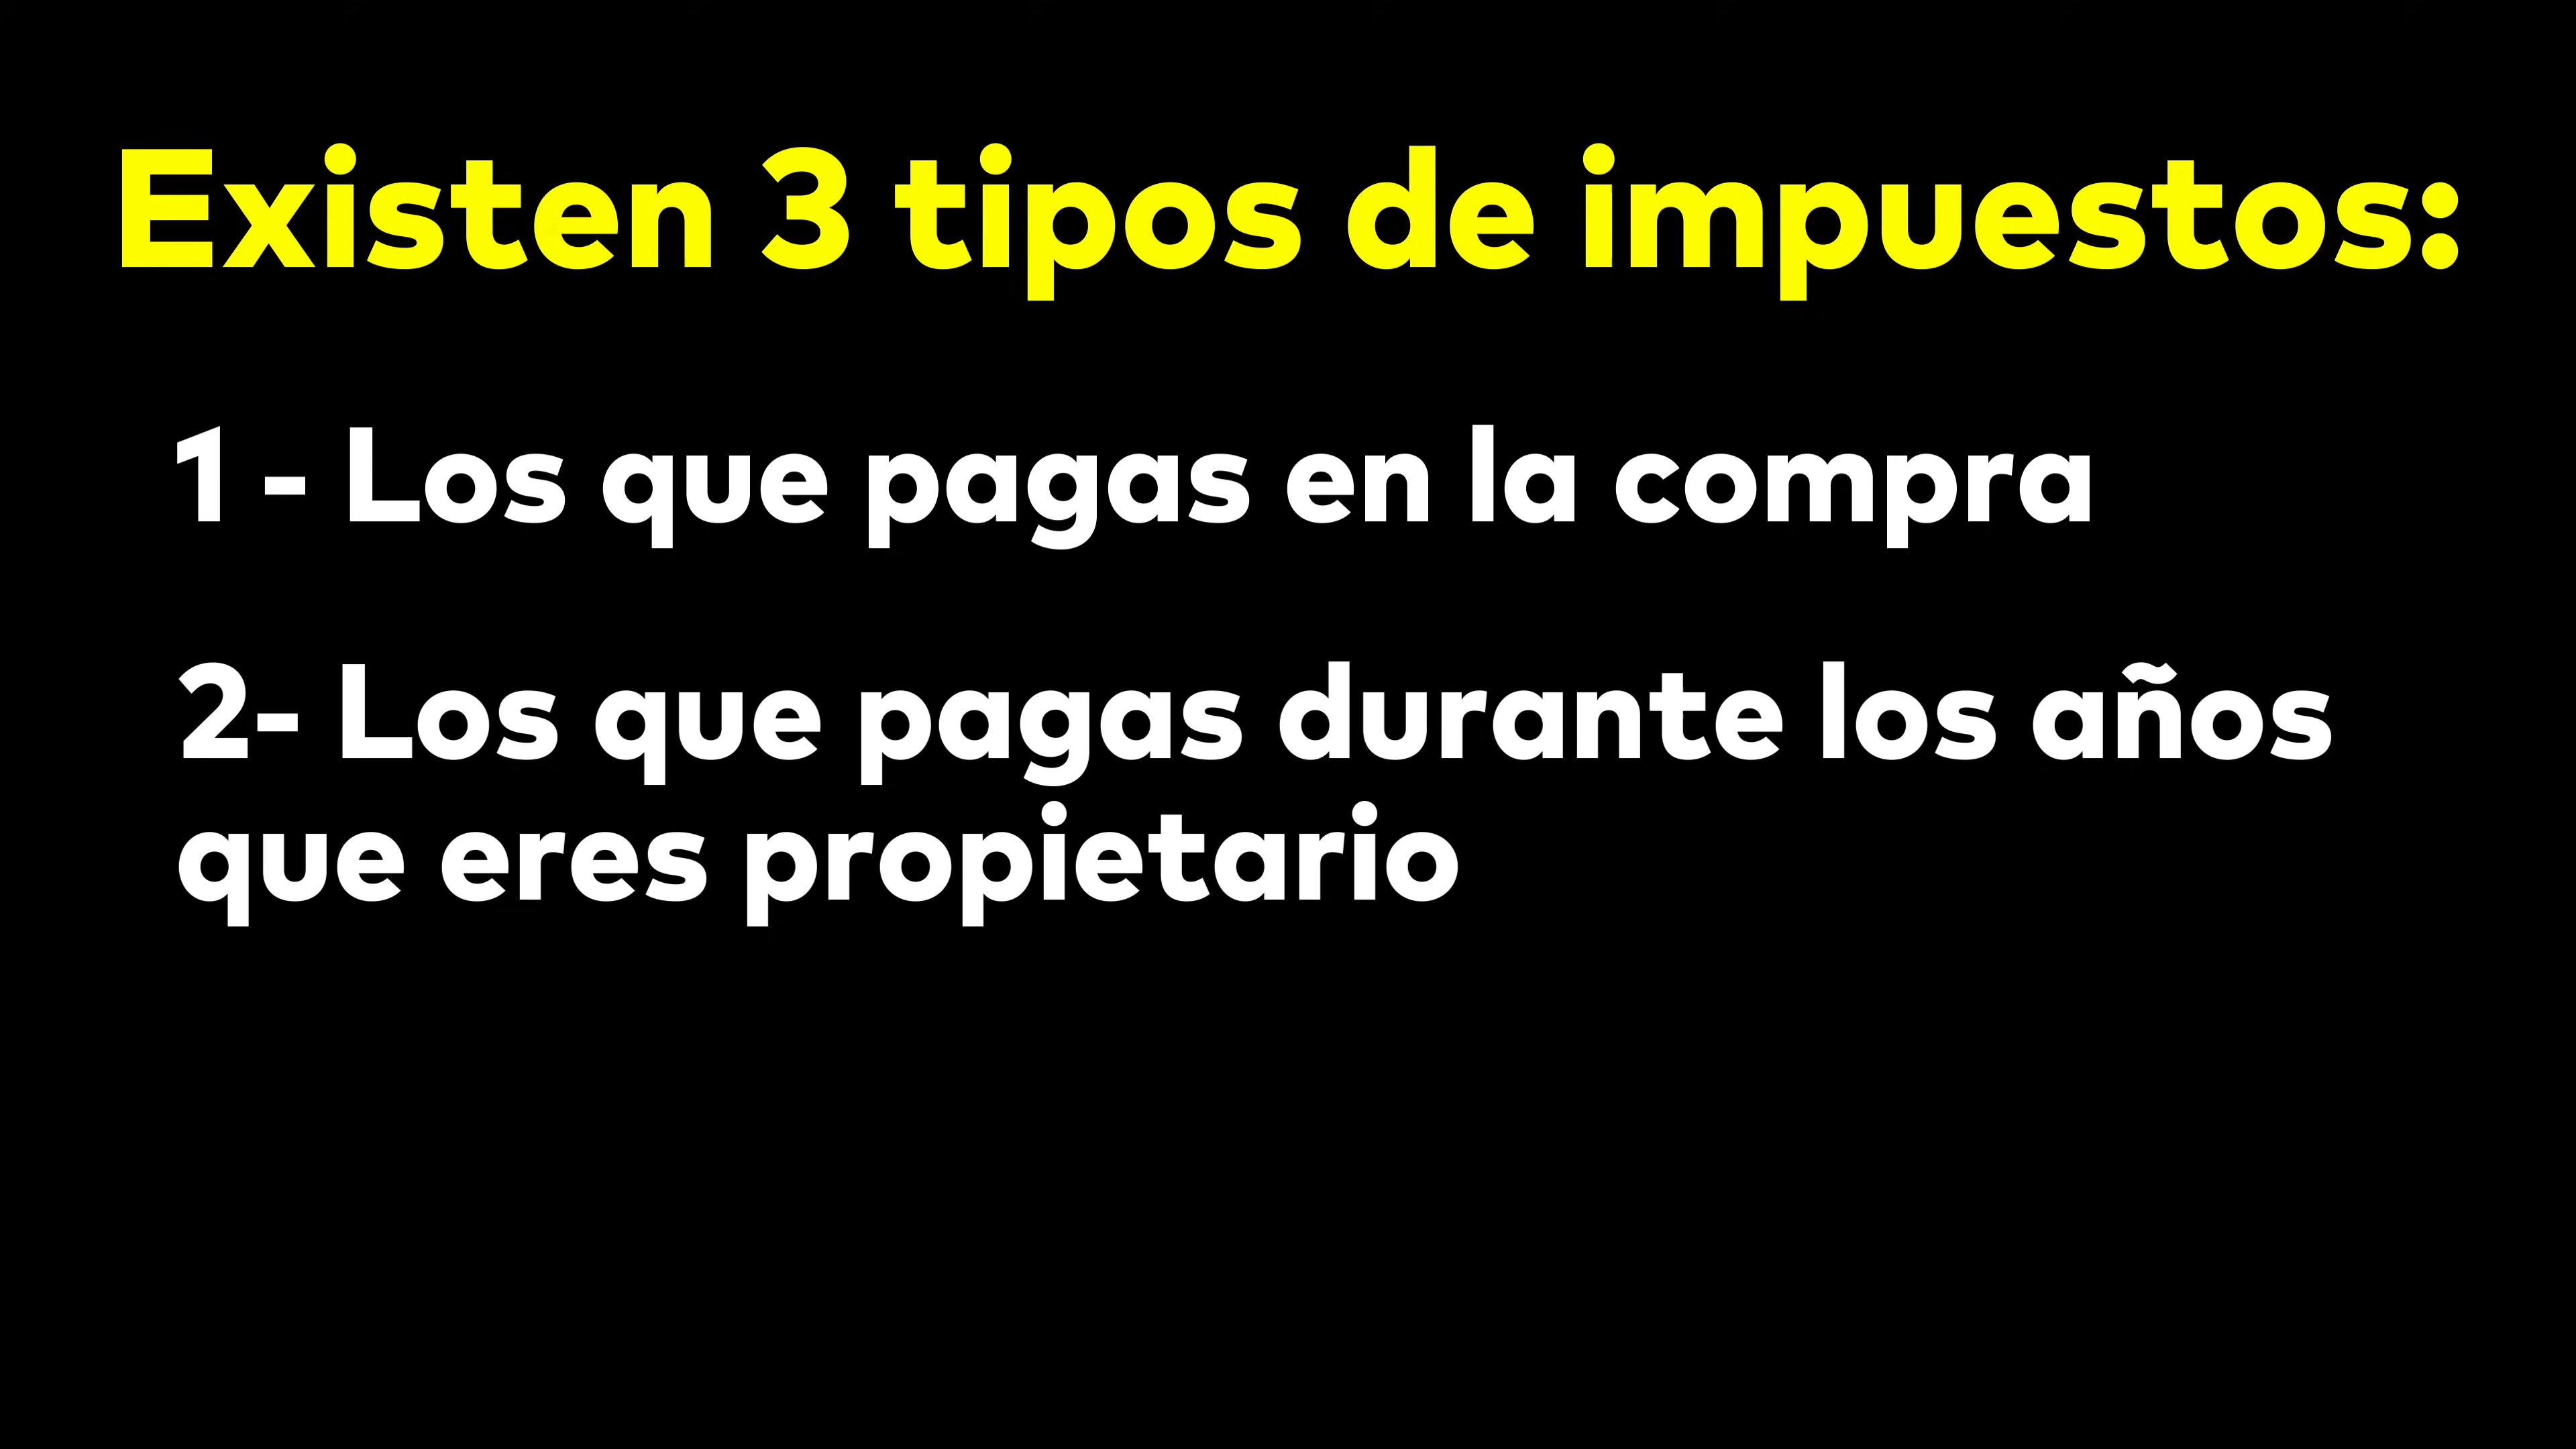 Existen 3 tipos de impuestos:
1 - Los que pagas en la compra
2- Los que pagas durante los años
que eres propietario